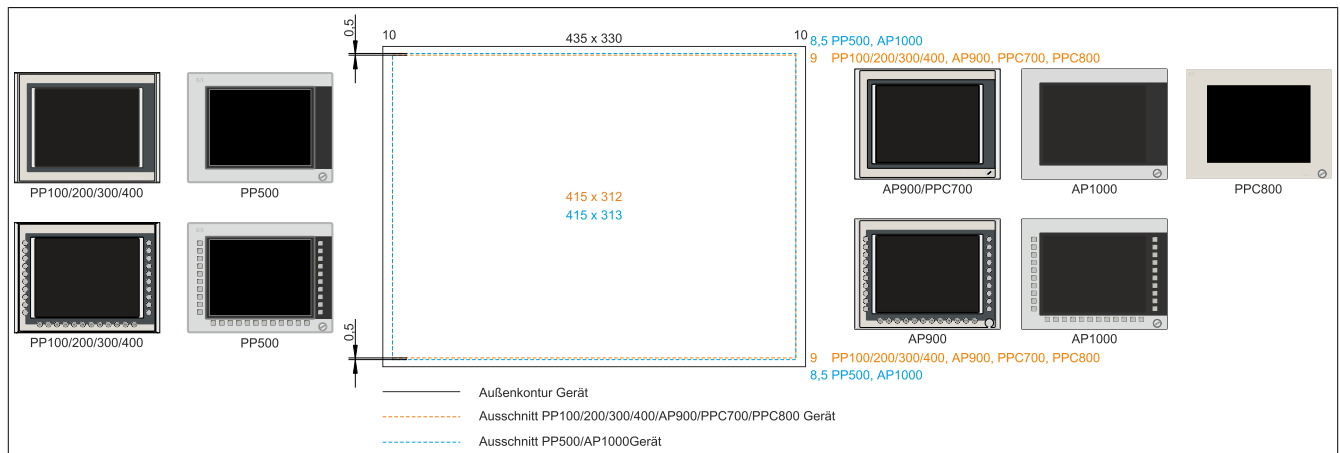 0,5
10
435 x 330
10
8,5 PP500, AP1000
9 PP100/200/300/400, AP900, PPC700, PPC800
PP100/200/300/400
PP500
AP900/PPC700
AP1000
PPC800
415 x 312
415 x 313
PP100/200/300/400
PP500
0,5
AP900
AP1000
9 PP100/200/300/400, AP900, PPC700, PPC800
8,5 PP500, AP1000
Außenkontur Gerät
Ausschnitt PP100/200/300/400/AP900/PPC700/PPC800 Gerät
Ausschnitt PP500/AP1000Gerät